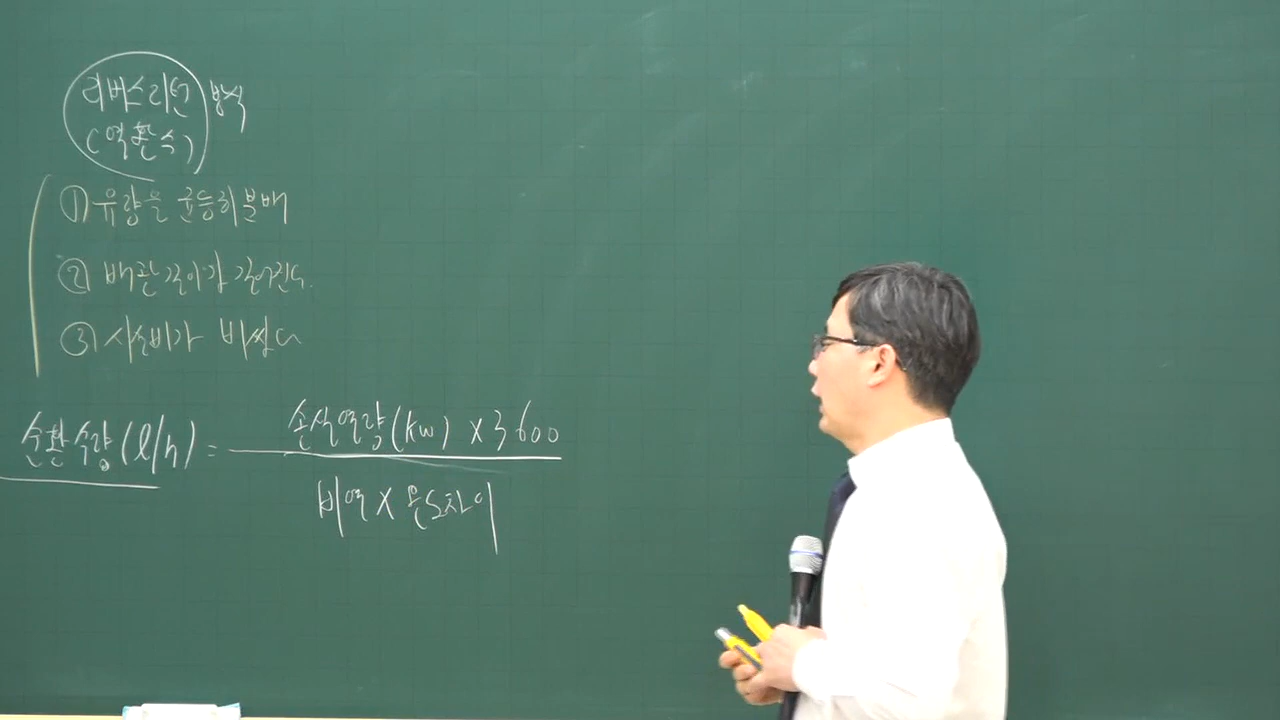 리버스리턴 방식
(역환수)
① 유량을 균등히 분배
② 배관길이가 길어진다.
③ 시설비가 비싸다
순환수량(l/h) = 손실열량(kw) × 3600
비열 × 온도차이